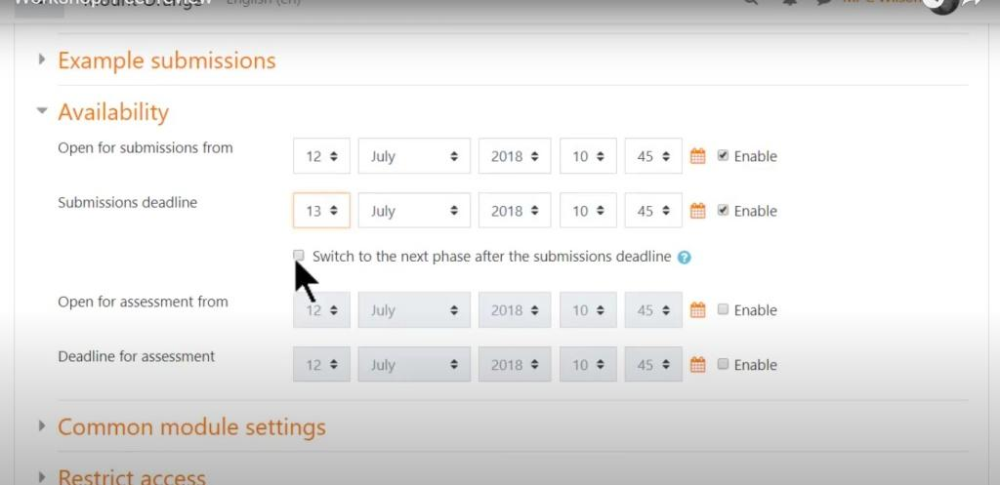 English (en)
Example submissions
Availability
Open for submissions from 12 July 2018 10 45 Enable
Submissions deadline 13 July 2018 10 45 Enable
Switch to the next phase after the submissions deadline ?
Open for assessment from 12 July 2018 10 45 Enable
Deadline for assessment 12 July 2018 10 45 Enable
Common module settings
Restrict access